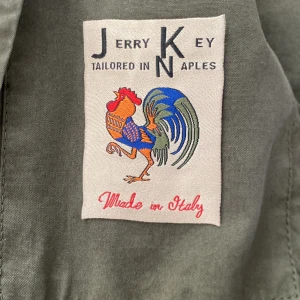 JERRY KEY
TAILORED IN NAPLES
Made in Italy